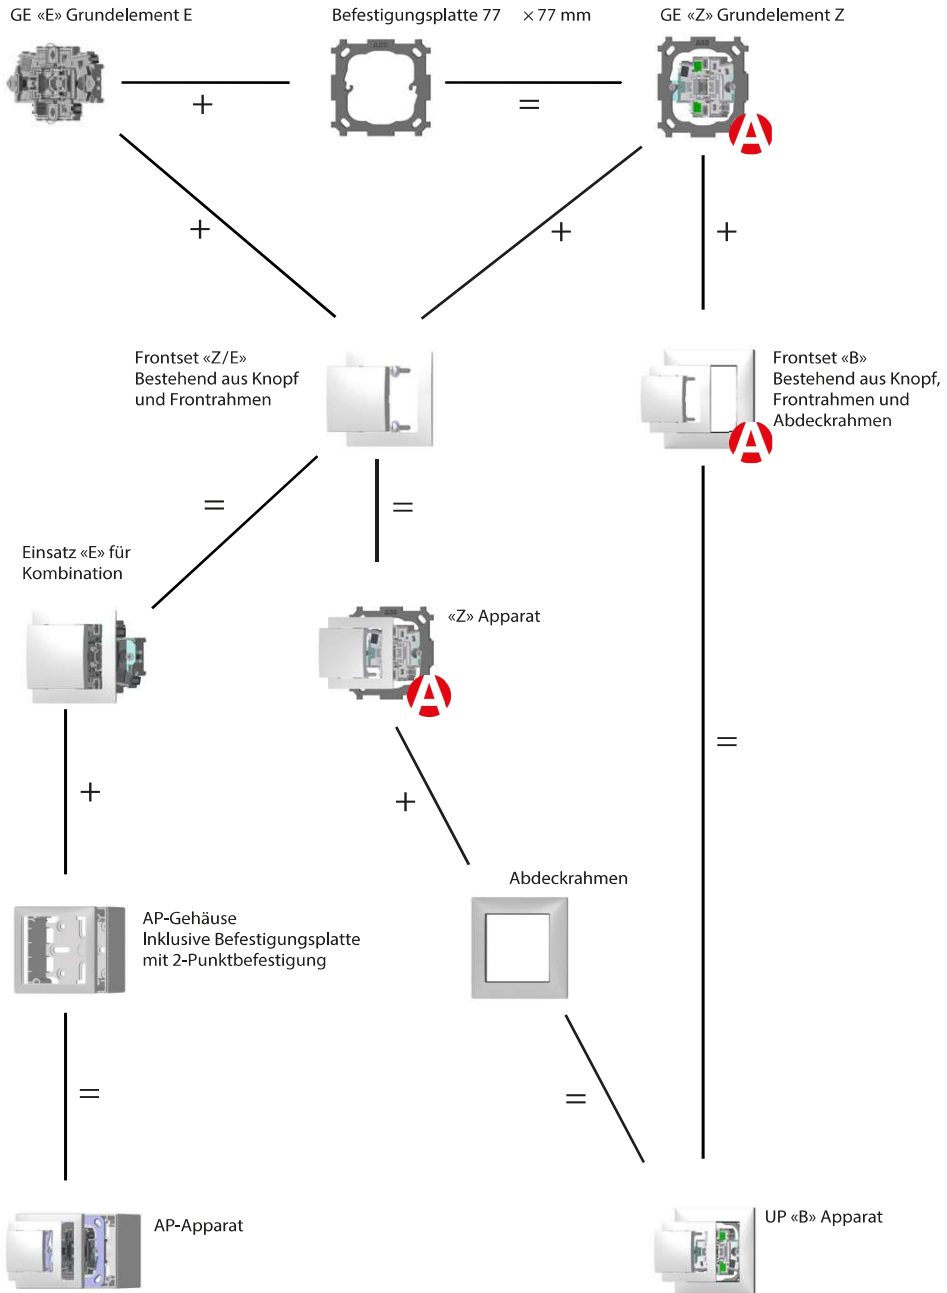 GE «E» Grundelement E
Befestigungsplatte 77 × 77 mm
GE «Z» Grundelement Z
+
=
A
+
+
+
Frontset «Z/E»
Bestehend aus Knopf
und Frontrahmen
Frontset «B»
Bestehend aus Knopf,
Frontrahmen und
Abdeckrahmen
A
=
=
Einsatz «E» für
Kombination
«Z» Apparat
A
=
+
+
Abdeckrahmen
AP-Gehäuse
Inklusive Befestigungsplatte
mit 2-Punktbefestigung
=
=
AP-Apparat
UP «B» Apparat